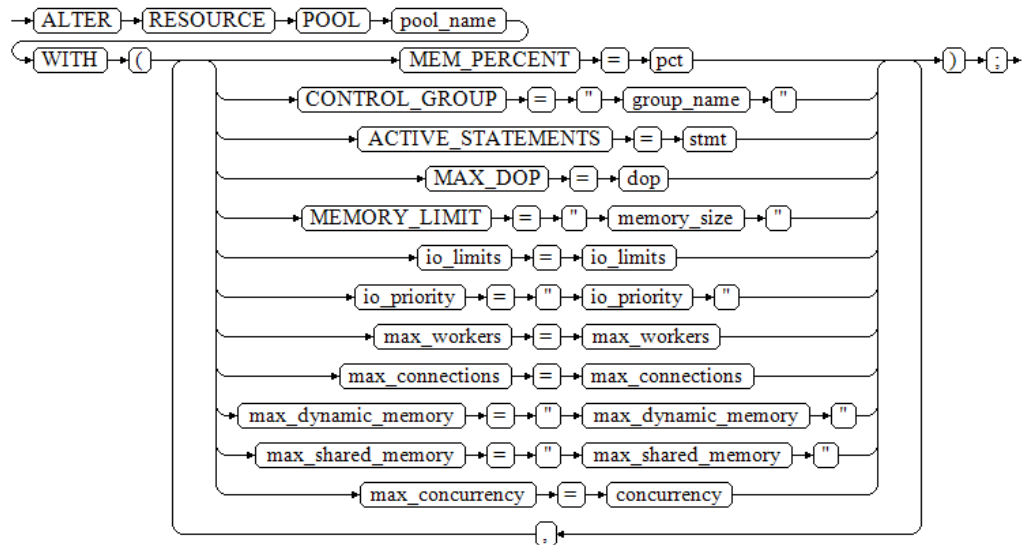 ALTER RESOURCE POOL pool_name
WITH ( MEM_PERCENT = pct ) ;
CONTROL_GROUP = " group_name "
ACTIVE_STATEMENTS = stmt
MAX_DOP = dop
MEMORY_LIMIT = " memory_size "
io_limits = io_limits
io_priority = " io_priority "
max_workers = max_workers
max_connections = max_connections
max_dynamic_memory = " max_dynamic_memory "
max_shared_memory = " max_shared_memory "
max_concurrency = concurrency
,